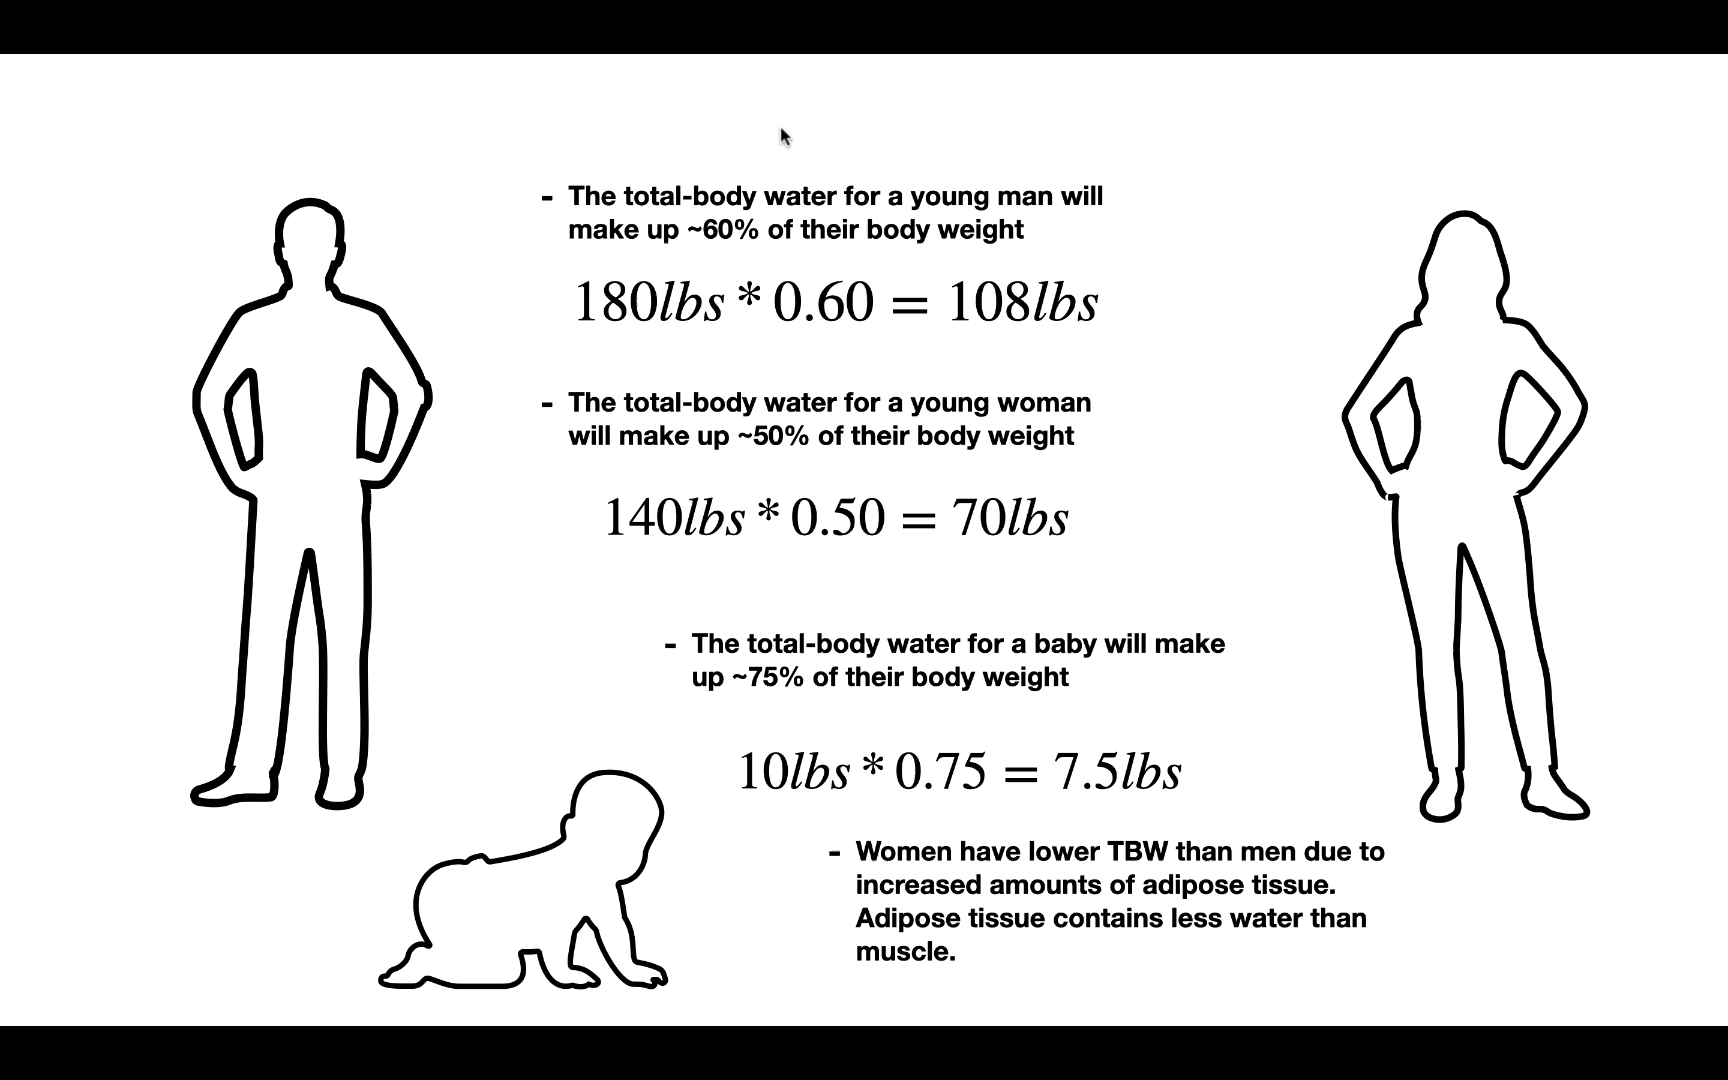 - The total-body water for a young man will
make up ~60% of their body weight
180lbs * 0.60 = 108lbs
- The total-body water for a young woman
will make up ~50% of their body weight
140lbs * 0.50 = 70lbs
- The total-body water for a baby will make
up ~75% of their body weight
10lbs * 0.75 = 7.5lbs
- Women have lower TBW than men due to
increased amounts of adipose tissue.
Adipose tissue contains less water than
muscle.